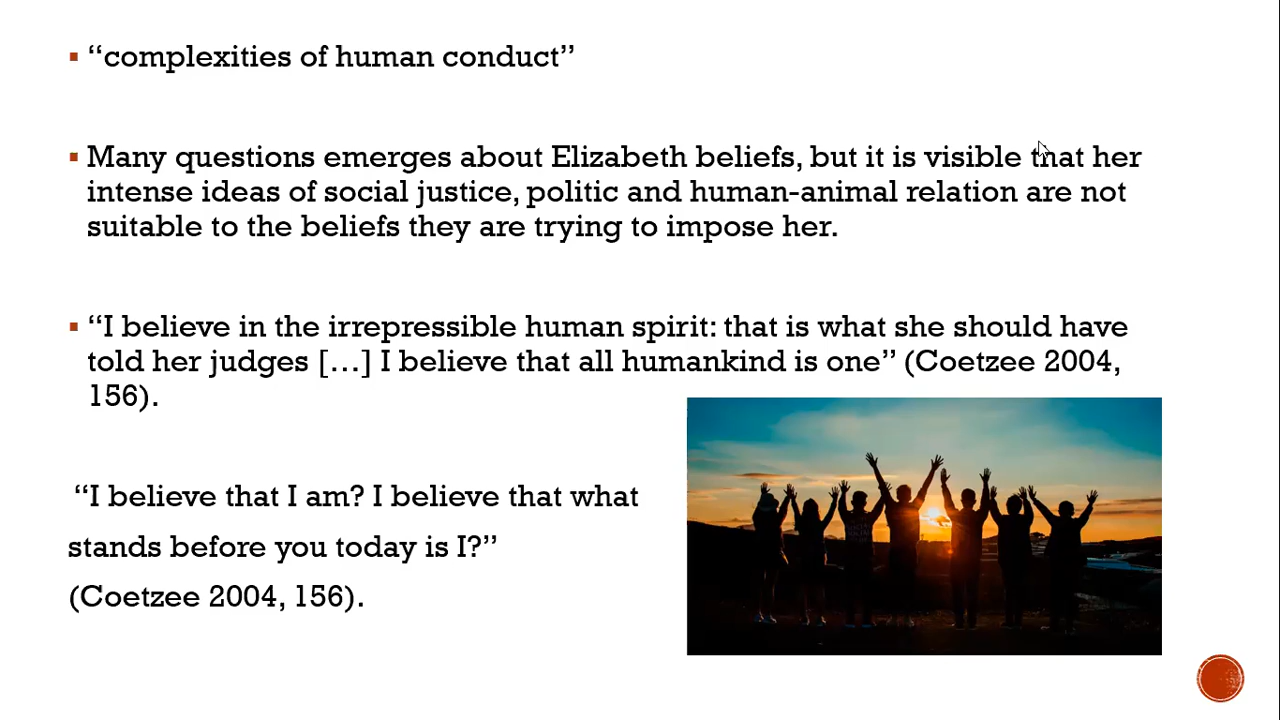 ▪ “complexities of human conduct”
▪ Many questions emerges about Elizabeth beliefs, but it is visible that her
intense ideas of social justice, politic and human-animal relation are not
suitable to the beliefs they are trying to impose her.
▪ “I believe in the irrepressible human spirit: that is what she should have
told her judges […] I believe that all humankind is one” (Coetzee 2004,
156).
“I believe that I am? I believe that what
stands before you today is I?”
(Coetzee 2004, 156).